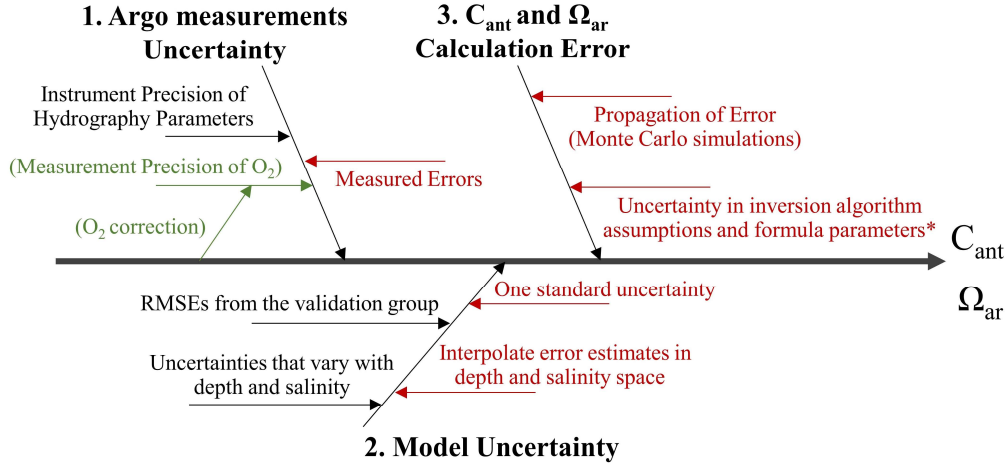 1. Argo measurements
Uncertainty
3. Cant and Ωar
Calculation Error
Instrument Precision of
Hydrography Parameters
(Measurement Precision of O2)
(O2 correction)
Measured Errors
Propagation of Error
(Monte Carlo simulations)
Uncertainty in inversion algorithm
assumptions and formula parameters*
Cant
Ωar
RMSEs from the validation group
One standard uncertainty
Uncertainties that vary with
depth and salinity
Interpolate error estimates in
depth and salinity space
2. Model Uncertainty